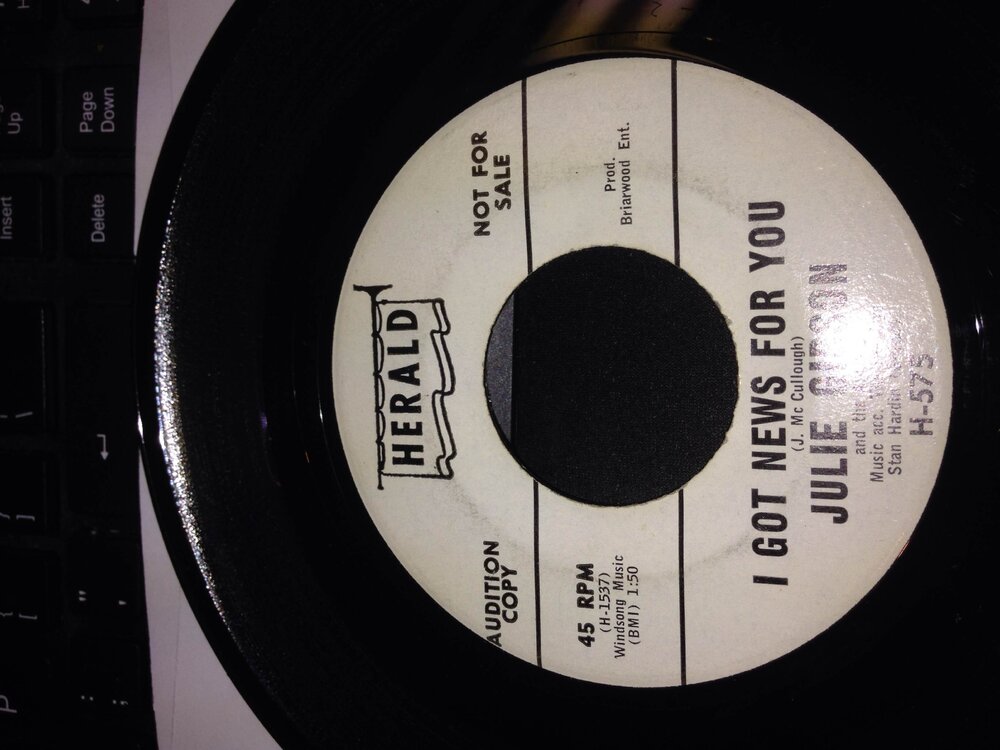 HERALD
AUDITION
COPY
NOT FOR
SALE
45 RPM
(H-1537)
Windsong Music
(BMI) 1:50
Prod.
Briarwood Ent.
I GOT NEWS FOR YOU
(J. Mc Cullough)
JULIE GIBSON
and the
Music acc.
Stan Hardin
H-575
Up
Page
Down
Insert
Delete
\
}
]
{
[
"
'
P
:
;